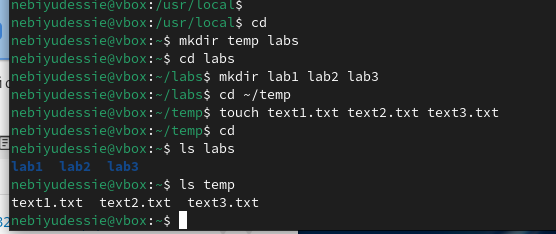 nebiyudessie@vbox:/usr/local$
nebiyudessie@vbox:/usr/local$ cd
nebiyudessie@vbox:~$ mkdir temp labs
nebiyudessie@vbox:~$ cd labs
nebiyudessie@vbox:~/labs$ mkdir lab1 lab2 lab3
nebiyudessie@vbox:~/labs$ cd ~/temp
nebiyudessie@vbox:~/temp$ touch text1.txt text2.txt text3.txt
nebiyudessie@vbox:~/temp$ cd
nebiyudessie@vbox:~$ ls labs
lab1  lab2  lab3
nebiyudessie@vbox:~$ ls temp
text1.txt  text2.txt  text3.txt
nebiyudessie@vbox:~$